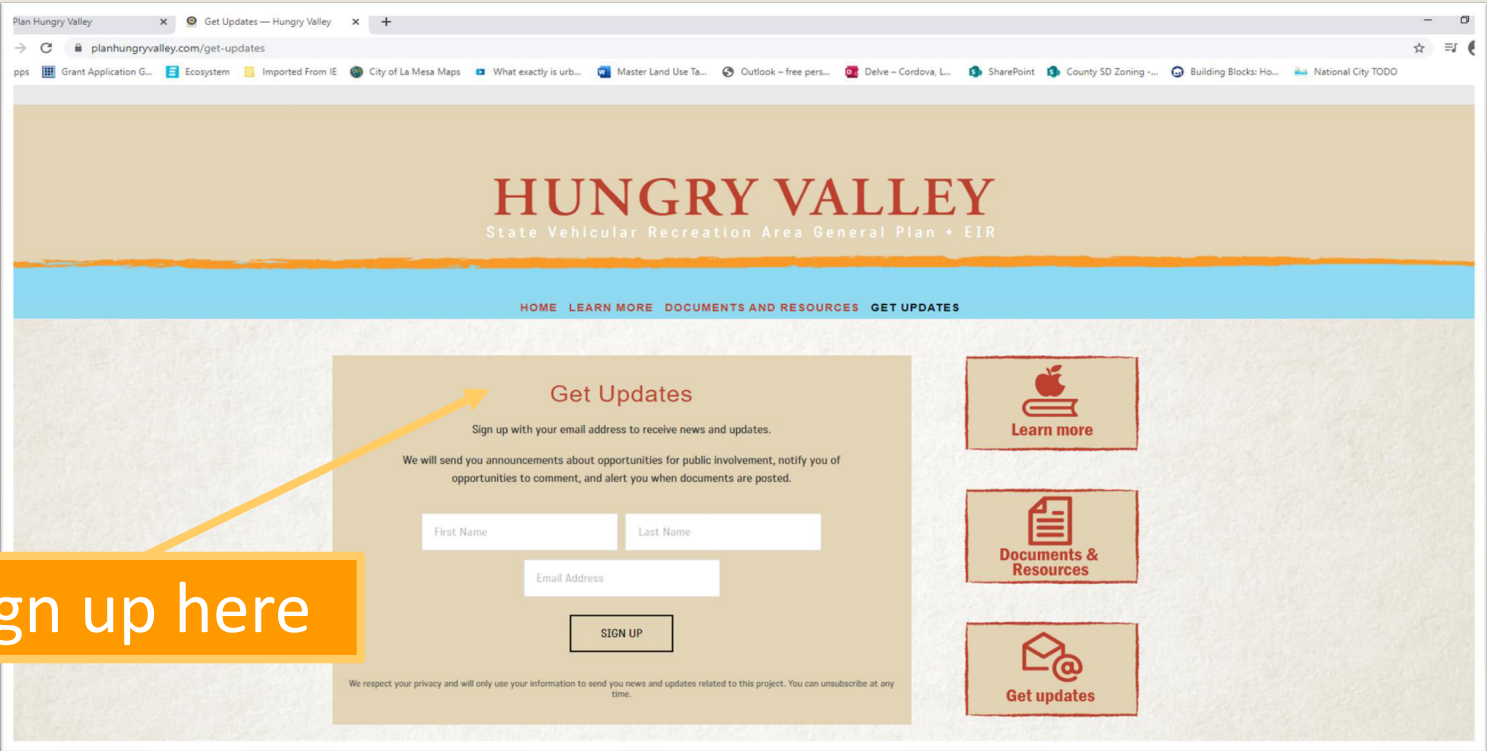 Plan Hungry Valley
Get Updates — Hungry Valley
planhungryvalley.com/get-updates
pps Grant Application G... Ecosystem Imported From IE City of La Mesa Maps What exactly is urb... Master Land Use Ta... Outlook – free pers... Delve – Cordova, L... SharePoint County SD Zoning -... Building Blocks: Ho... National City TODO
HUNGRY VALLEY
State Vehicular Recreation Area General Plan + EIR
HOME LEARN MORE DOCUMENTS AND RESOURCES GET UPDATES
Get Updates
Sign up with your email address to receive news and updates.
We will send you announcements about opportunities for public involvement, notify you of
opportunities to comment, and alert you when documents are posted.
First Name Last Name
Email Address
SIGN UP
We respect your privacy and will only use your information to send you news and updates related to this project. You can unsubscribe at any
time.
gn up here
Learn more
Documents &
Resources
Get updates